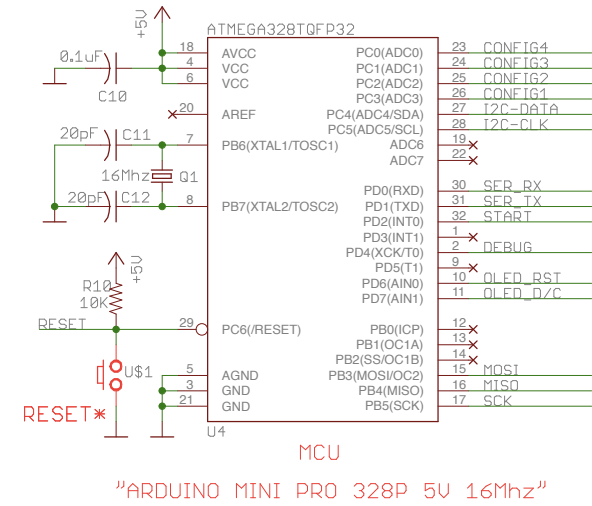 +5V
ATMEGA328TQFP32
0.1uF
C10
18 AVCC PC0(ADC0) 23 CONFIG4
4 VCC PC1(ADC1) 24 CONFIG3
6 VCC PC2(ADC2) 25 CONFIG2
PC3(ADC3) 26 CONFIG1
20 AREF PC4(ADC4/SDA) 27 I2C-DATA
PC5(ADC5/SCL) 28 I2C-CLK
20pF C11
7 PB6(XTAL1/TOSC1) ADC6 19
ADC7 22
16Mhz Q1
PD0(RXD) 30 SER_RX
20pF C12
8 PB7(XTAL2/TOSC2) PD1(TXD) 31 SER_TX
PD2(INT0) 32 START
PD3(INT1) 1
PD4(XCK/T0) 2 DEBUG
PD5(T1) 9
+5V
R10
10K
PD6(AIN0) 10 OLED_RST
PD7(AIN1) 11 OLED_D/C
RESET 29 PC6(/RESET) PB0(ICP) 12
PB1(OC1A) 13
PB2(SS/OC1B) 14
U$1
5 AGND PB3(MOSI/OC2) 15 MOSI
3 GND PB4(MISO) 16 MISO
21 GND PB5(SCK) 17 SCK
RESET*
U4
MCU
"ARDUINO MINI PRO 328P 5V 16Mhz"